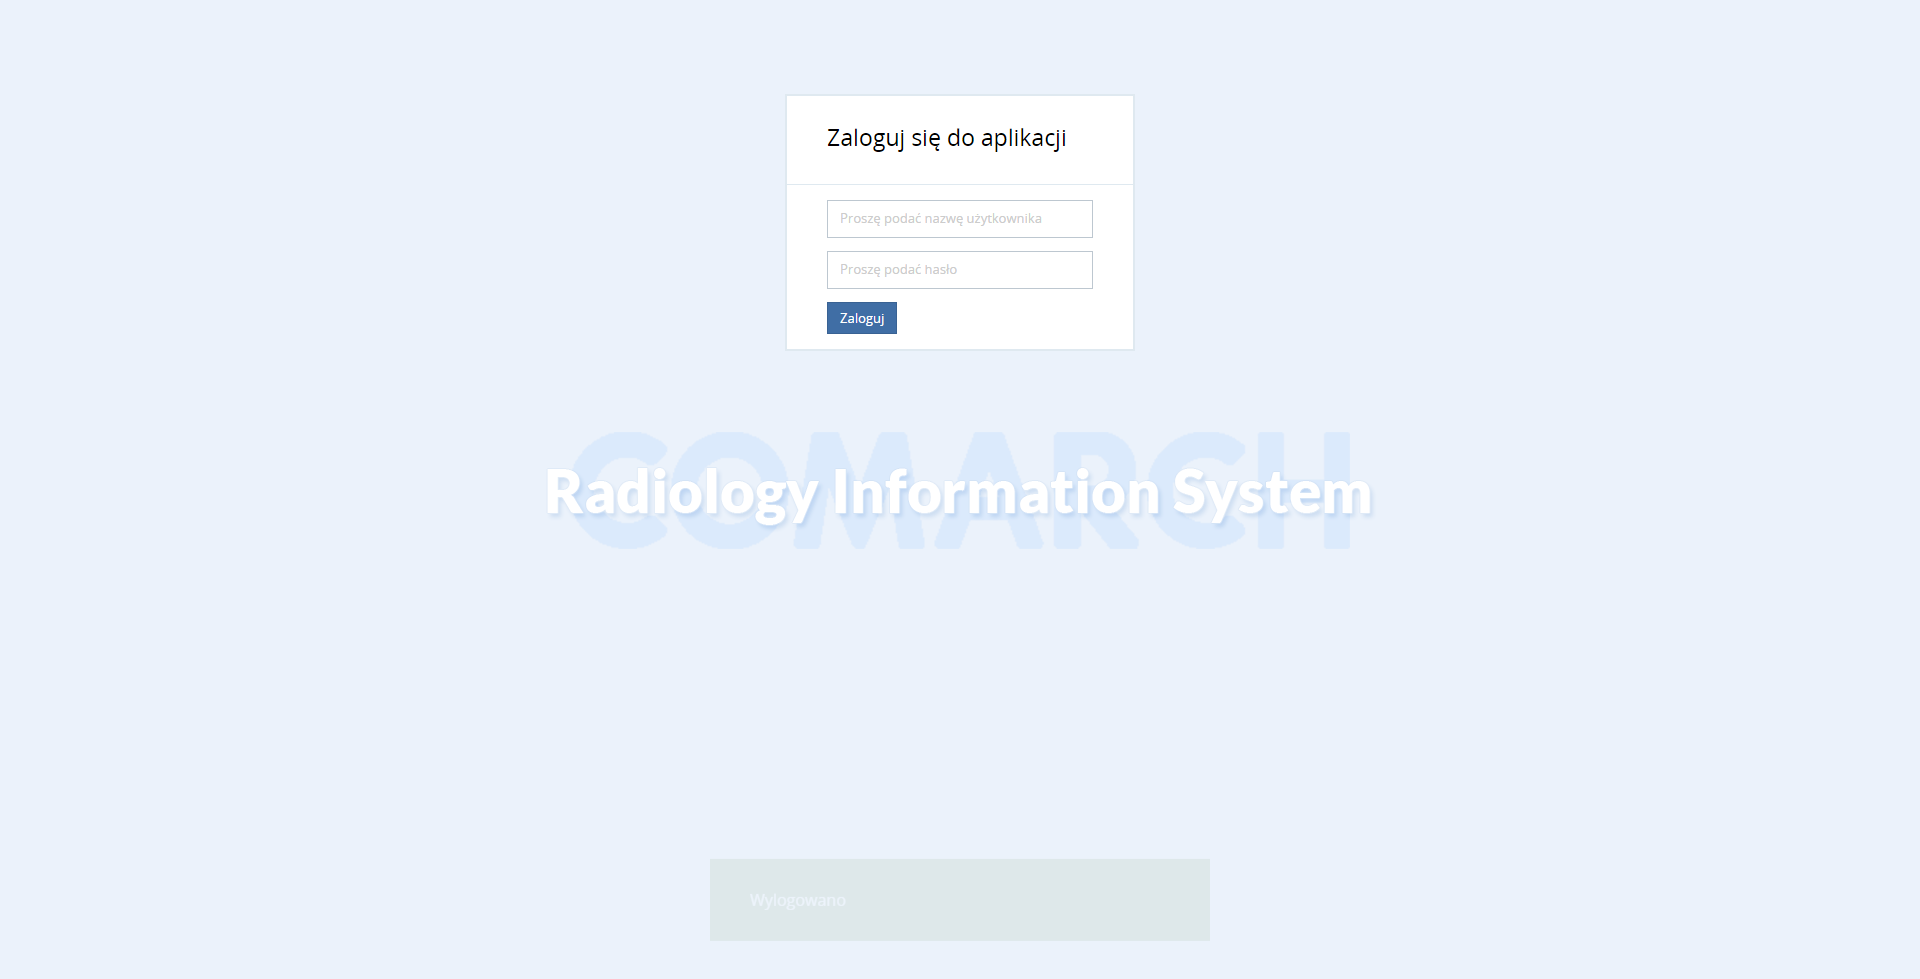 Zaloguj się do aplikacji
Proszę podać nazwę użytkownika
Proszę podać hasło
Zaloguj
COMARCH
Radiology Information System
Wylogowano